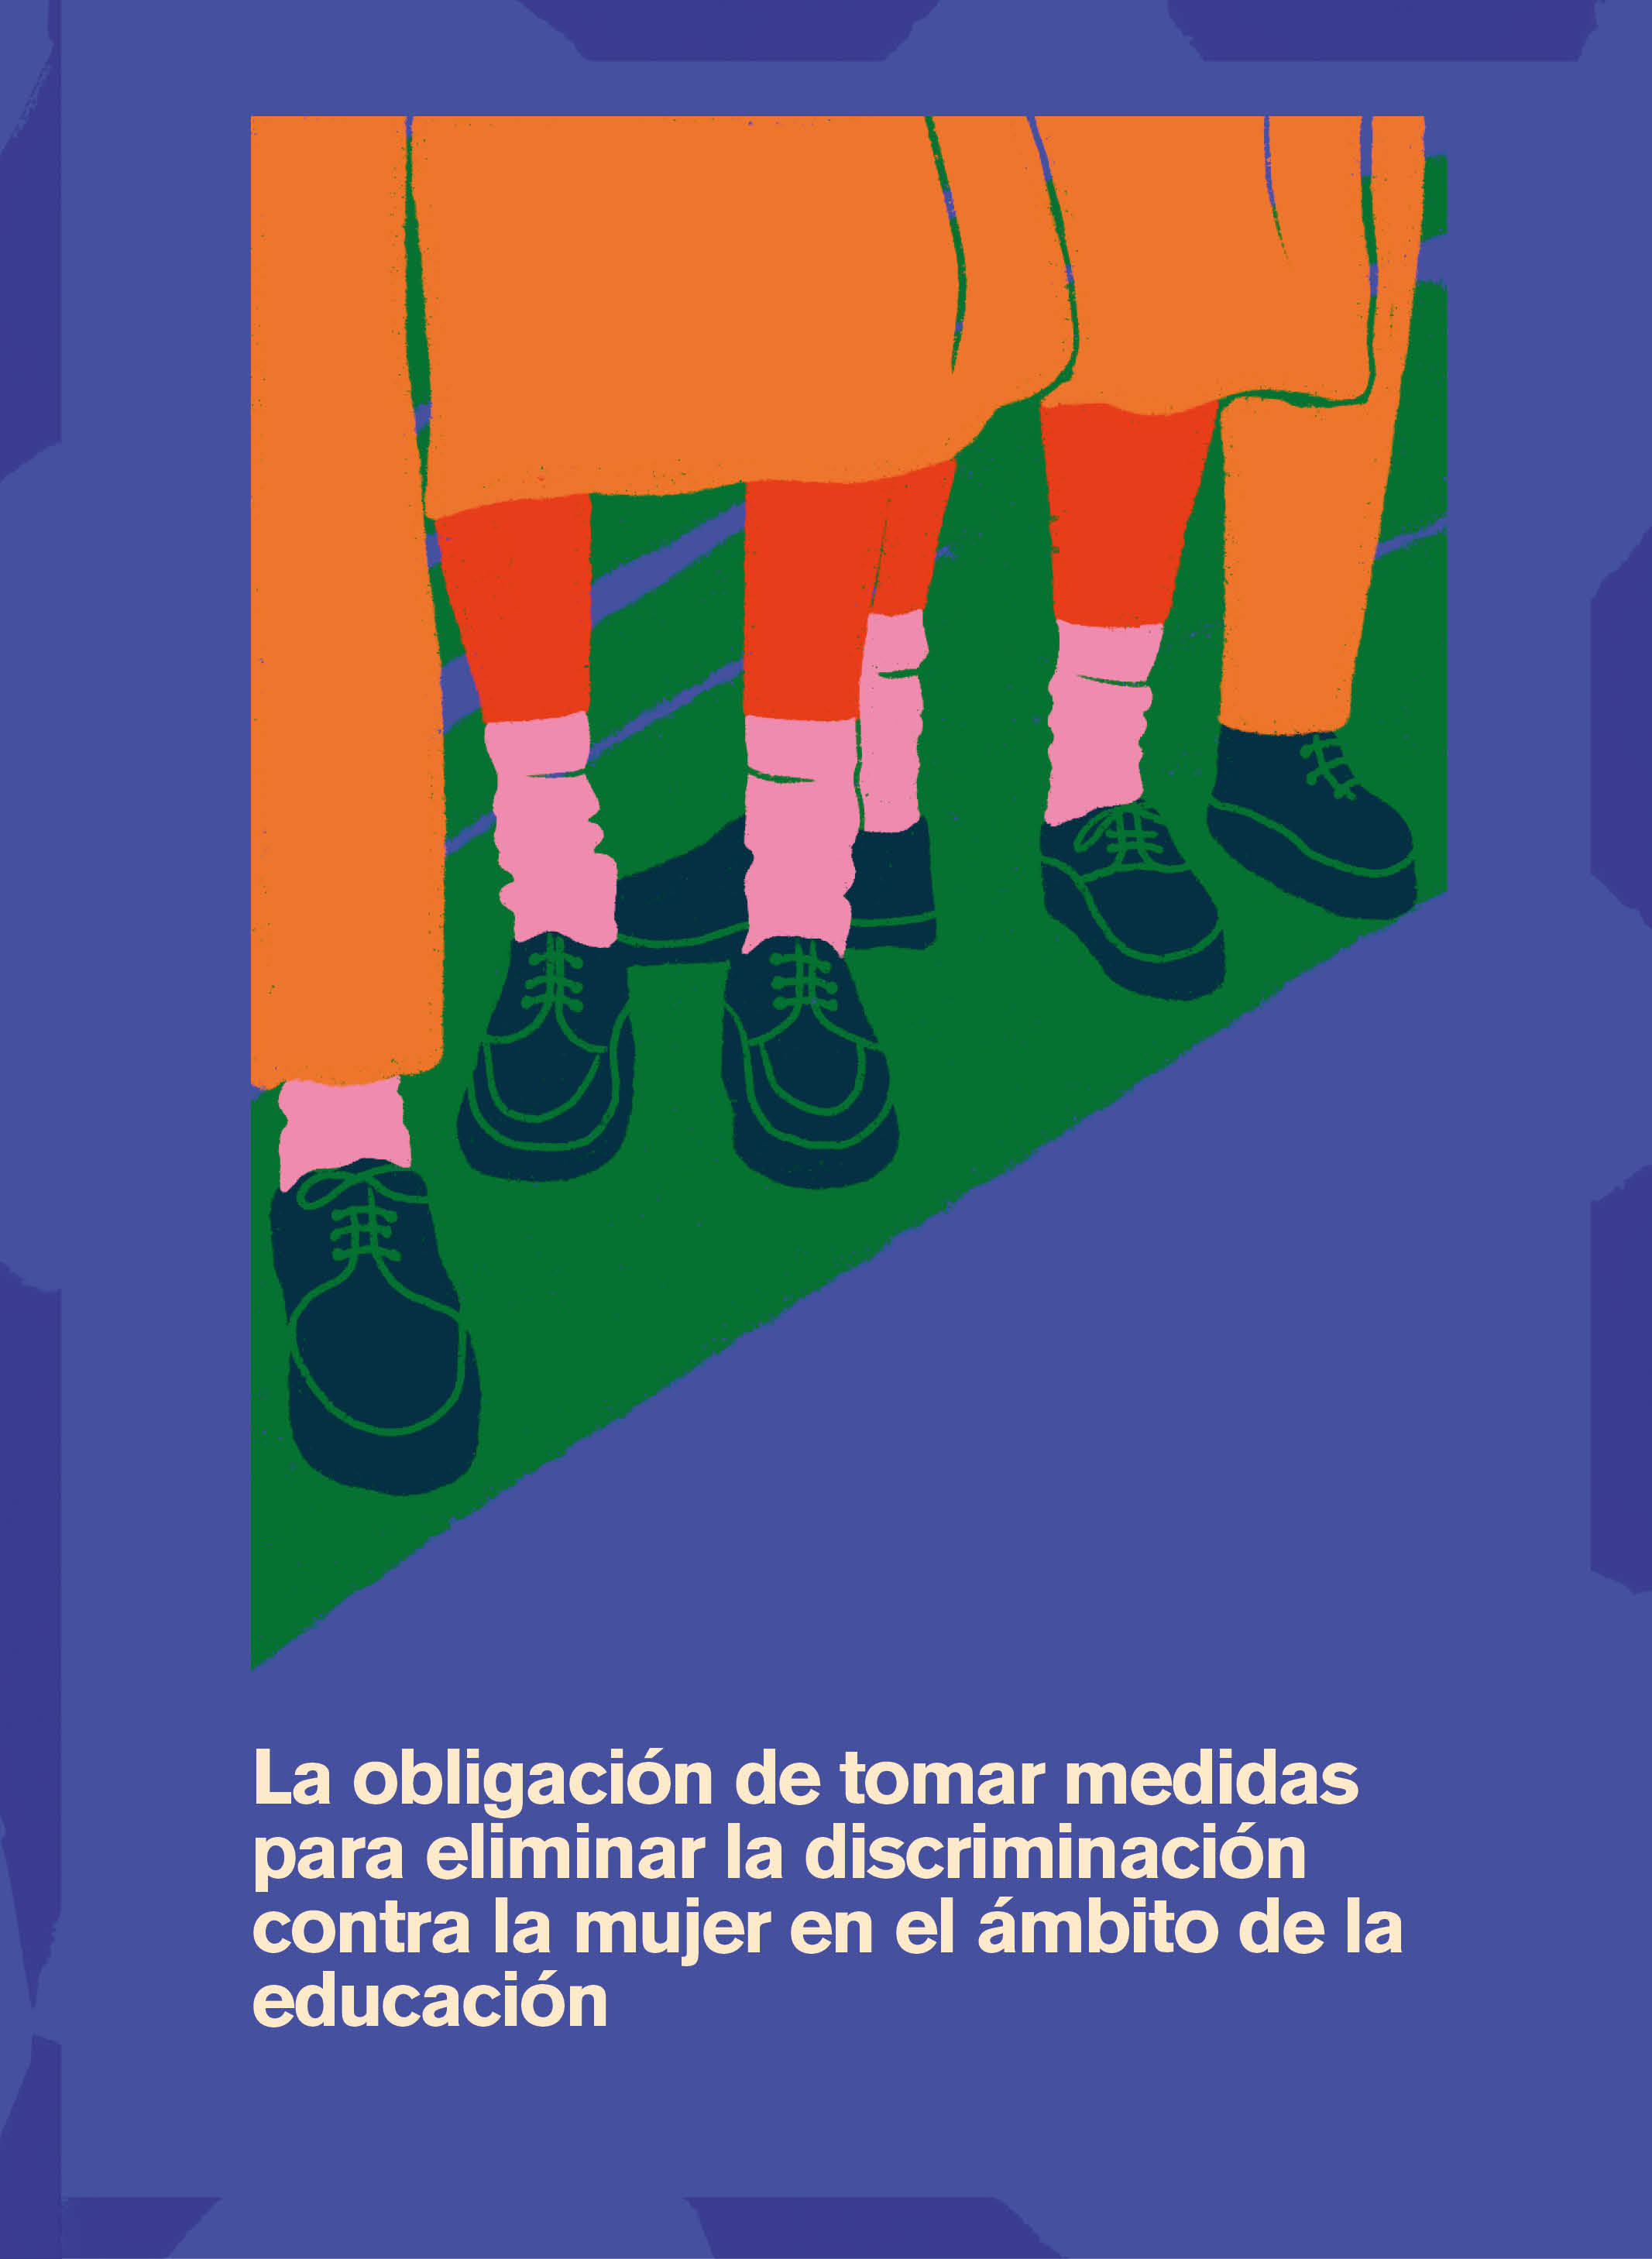 La obligación de tomar medidas
para eliminar la discriminación
contra la mujer en el ámbito de la
educación